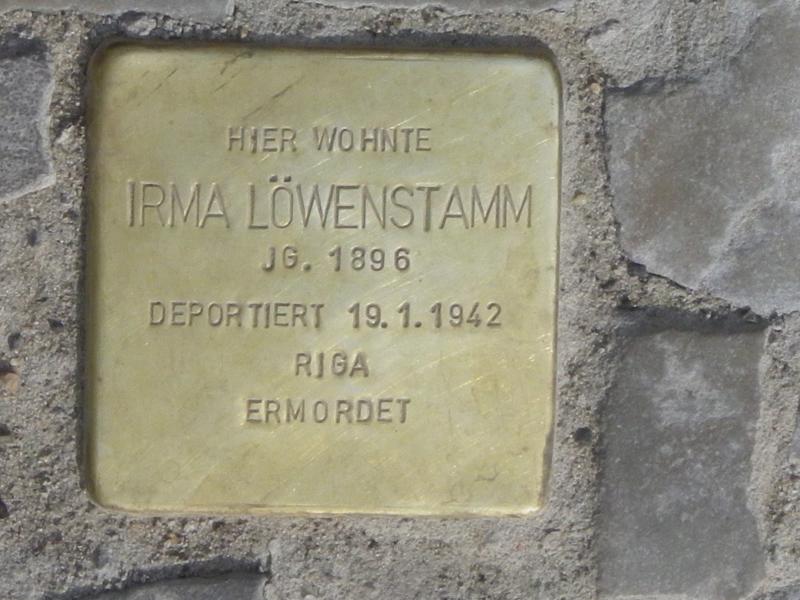 HIER WOHNTE
IRMA LÖWENSTAMM
JG. 1896
DEPORTIERT 19.1.1942
RIGA
ERMORDET